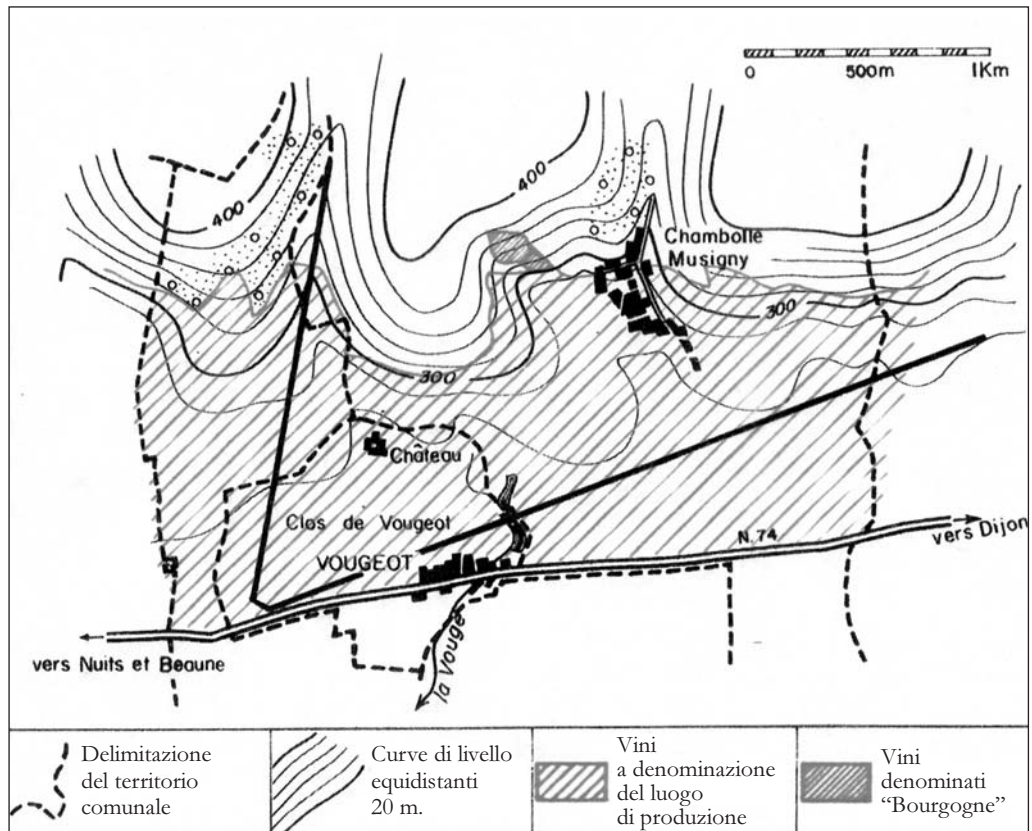 0 500m 1Km
400
400
Chambolle
Musigny
300
300
Château
Clos de Vougeot
VOUGEOT
N. 74
vers Dijon
vers Nuits et Beaune
la Vouge
Delimitazione
del territorio
comunale
Curve di livello
equidistanti
20 m.
Vini
a denominazione
del luogo
di produzione
Vini
denominati
“Bourgogne”